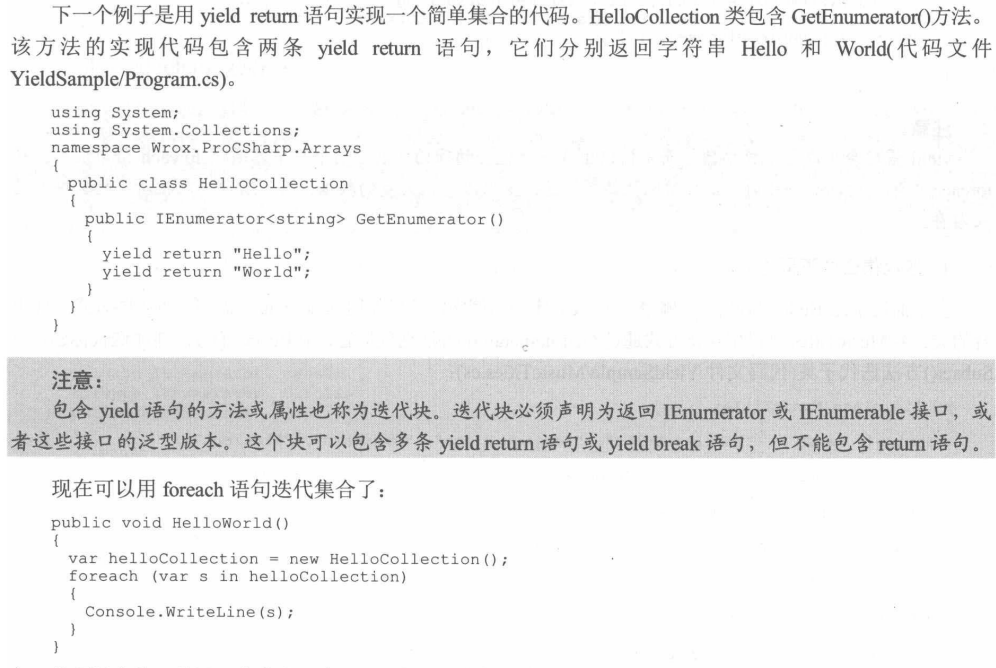 下一个例子是用 yield return 语句实现一个简单集合的代码。HelloCollection 类包含 GetEnumerator()方法。
该方法的实现代码包含两条 yield return 语句，它们分别返回字符串 Hello 和 World(代码文件
YieldSample/Program.cs)。
using System;
using System.Collections;
namespace Wrox.ProCSharp.Arrays
{
public class HelloCollection
{
public IEnumerator<string> GetEnumerator()
{
yield return "Hello";
yield return "World";
}
}
}
注意：
包含 yield 语句的方法或属性也称为迭代块。迭代块必须声明为返回 IEnumerator 或 IEnumerable 接口，或
者这些接口的泛型版本。这个块可以包含多条 yield return 语句或 yield break 语句，但不能包含 return 语句。
现在可以用 foreach 语句迭代集合了：
public void HelloWorld()
{
var helloCollection = new HelloCollection();
foreach (var s in helloCollection)
{
Console.WriteLine(s);
}
}